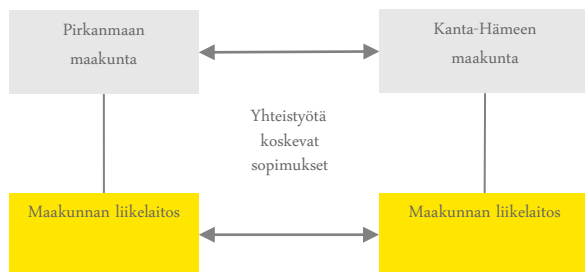 Pirkanmaan
maakunta
Kanta-Hämeen
maakunta
Yhteistyötä
koskevat
sopimukset
Maakunnan liikelaitos
Maakunnan liikelaitos